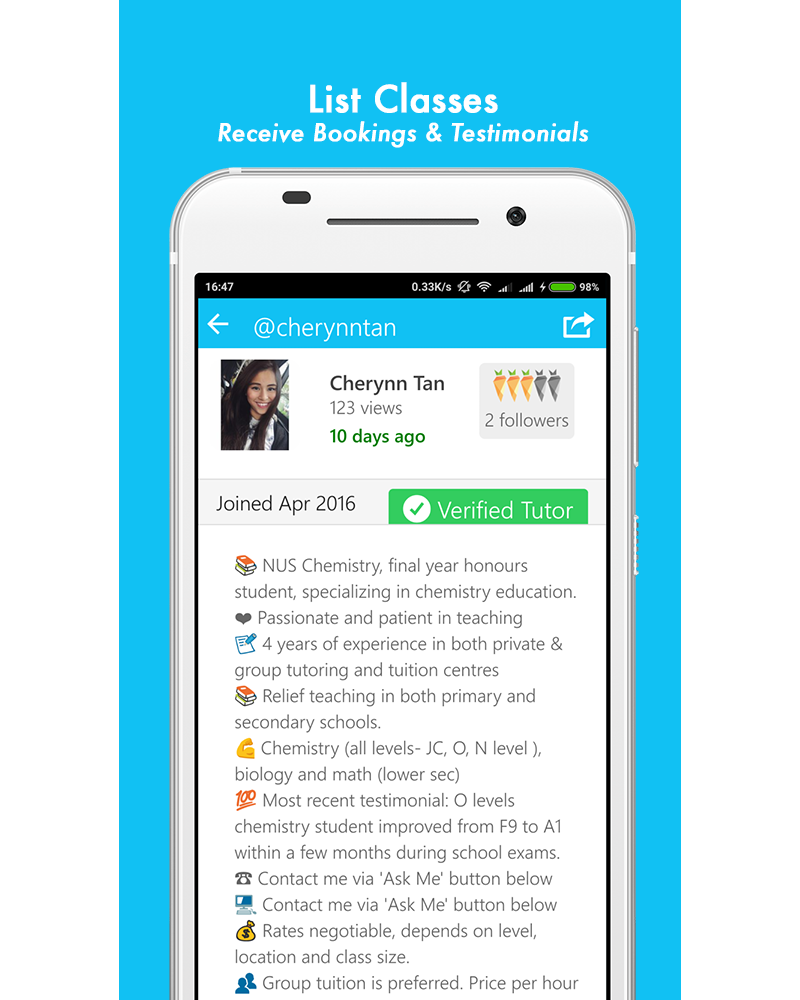 List Classes
Receive Bookings & Testimonials
16:47
0.33K/s
98%
@cherynntan
Cherynn Tan
123 views
10 days ago
2 followers
Joined Apr 2016
Verified Tutor
📚 NUS Chemistry, final year honours
student, specializing in chemistry education.
❤ Passionate and patient in teaching
📝 4 years of experience in both private &
group tutoring and tuition centres
📚 Relief teaching in both primary and
secondary schools.
💪 Chemistry (all levels- JC, O, N level ),
biology and math (lower sec)
💯 Most recent testimonial: O levels
chemistry student improved from F9 to A1
within a few months during school exams.
☎ Contact me via 'Ask Me' button below
💻 Contact me via 'Ask Me' button below
💰 Rates negotiable, depends on level,
location and class size.
👥 Group tuition is preferred. Price per hour